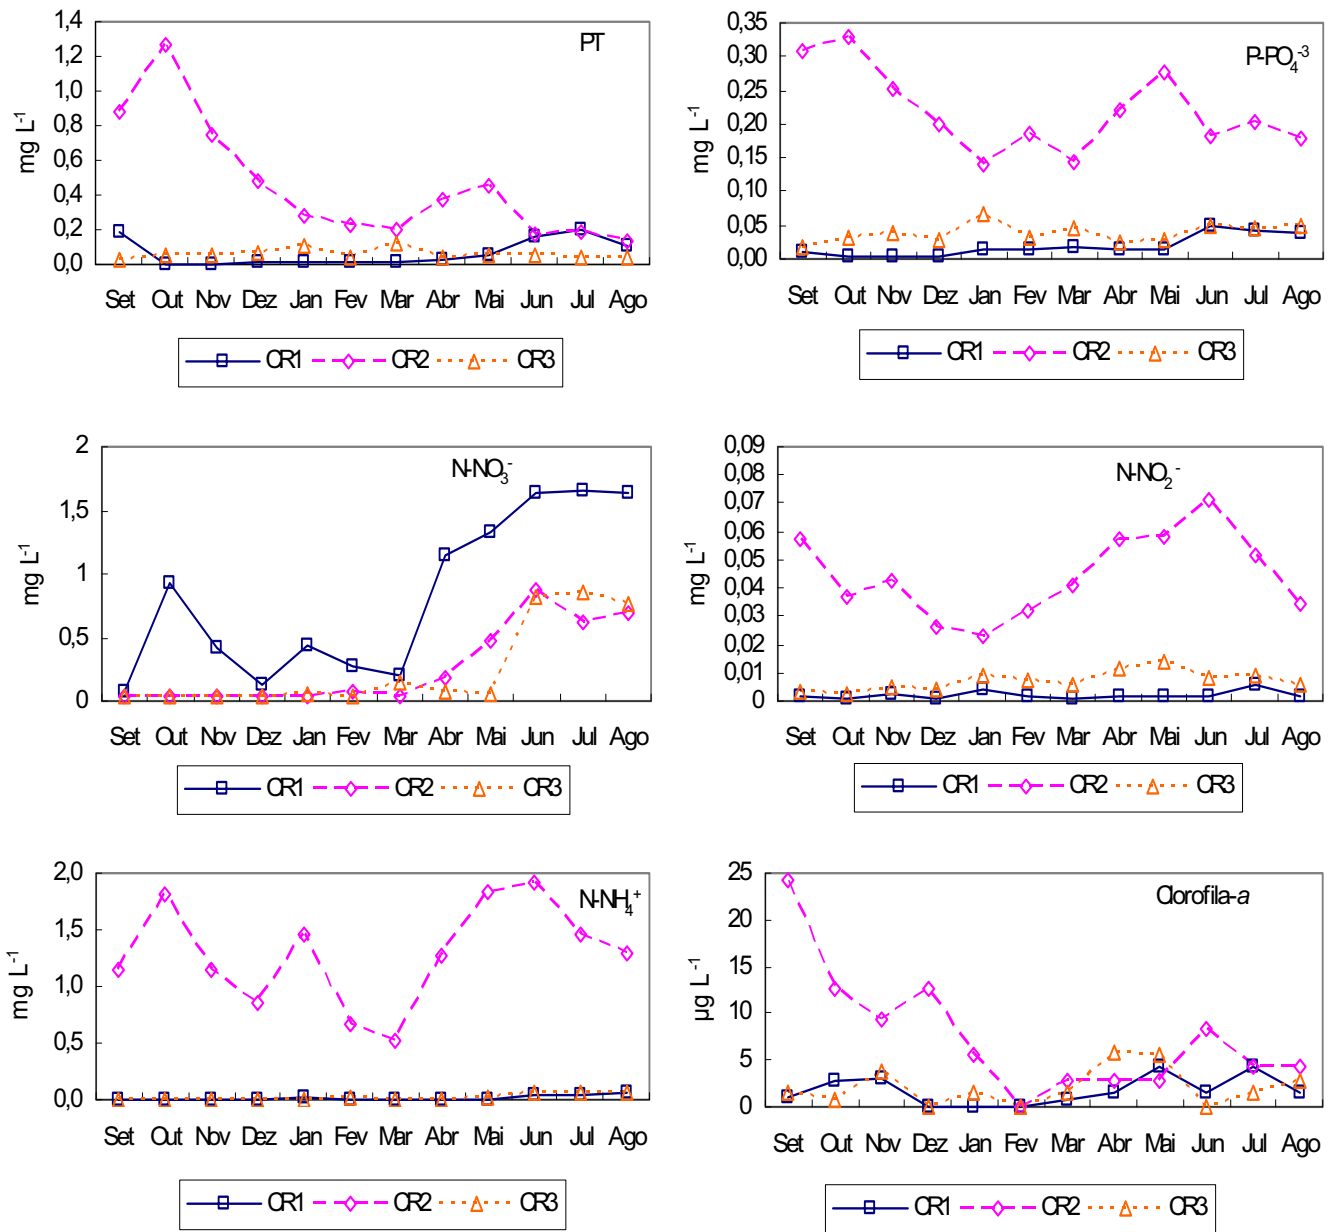 PT
mg L-1
1,4
1,2
1,0
0,8
0,6
0,4
0,2
0,0
Set Out Nov Dez Jan Fev Mar Abr Mai Jun Jul Ago
CR1 CR2 CR3
P-PO4-3
mg L-1
0,35
0,30
0,25
0,20
0,15
0,10
0,05
0,00
Set Out Nov Dez Jan Fev Mar Abr Mai Jun Jul Ago
CR1 CR2 CR3
N-NO3-
mg L-1
2
1,5
1
0,5
0
Set Out Nov Dez Jan Fev Mar Abr Mai Jun Jul Ago
CR1 CR2 CR3
N-NO2-
mg L-1
0,09
0,08
0,07
0,06
0,05
0,04
0,03
0,02
0,01
0
Set Out Nov Dez Jan Fev Mar Abr Mai Jun Jul Ago
CR1 CR2 CR3
N-NH4+
mg L-1
2,0
1,5
1,0
0,5
0,0
Set Out Nov Dez Jan Fev Mar Abr Mai Jun Jul Ago
CR1 CR2 CR3
Clorofila-a
µg L-1
25
20
15
10
5
0
Set Out Nov Dez Jan Fev Mar Abr Mai Jun Jul Ago
CR1 CR2 CR3